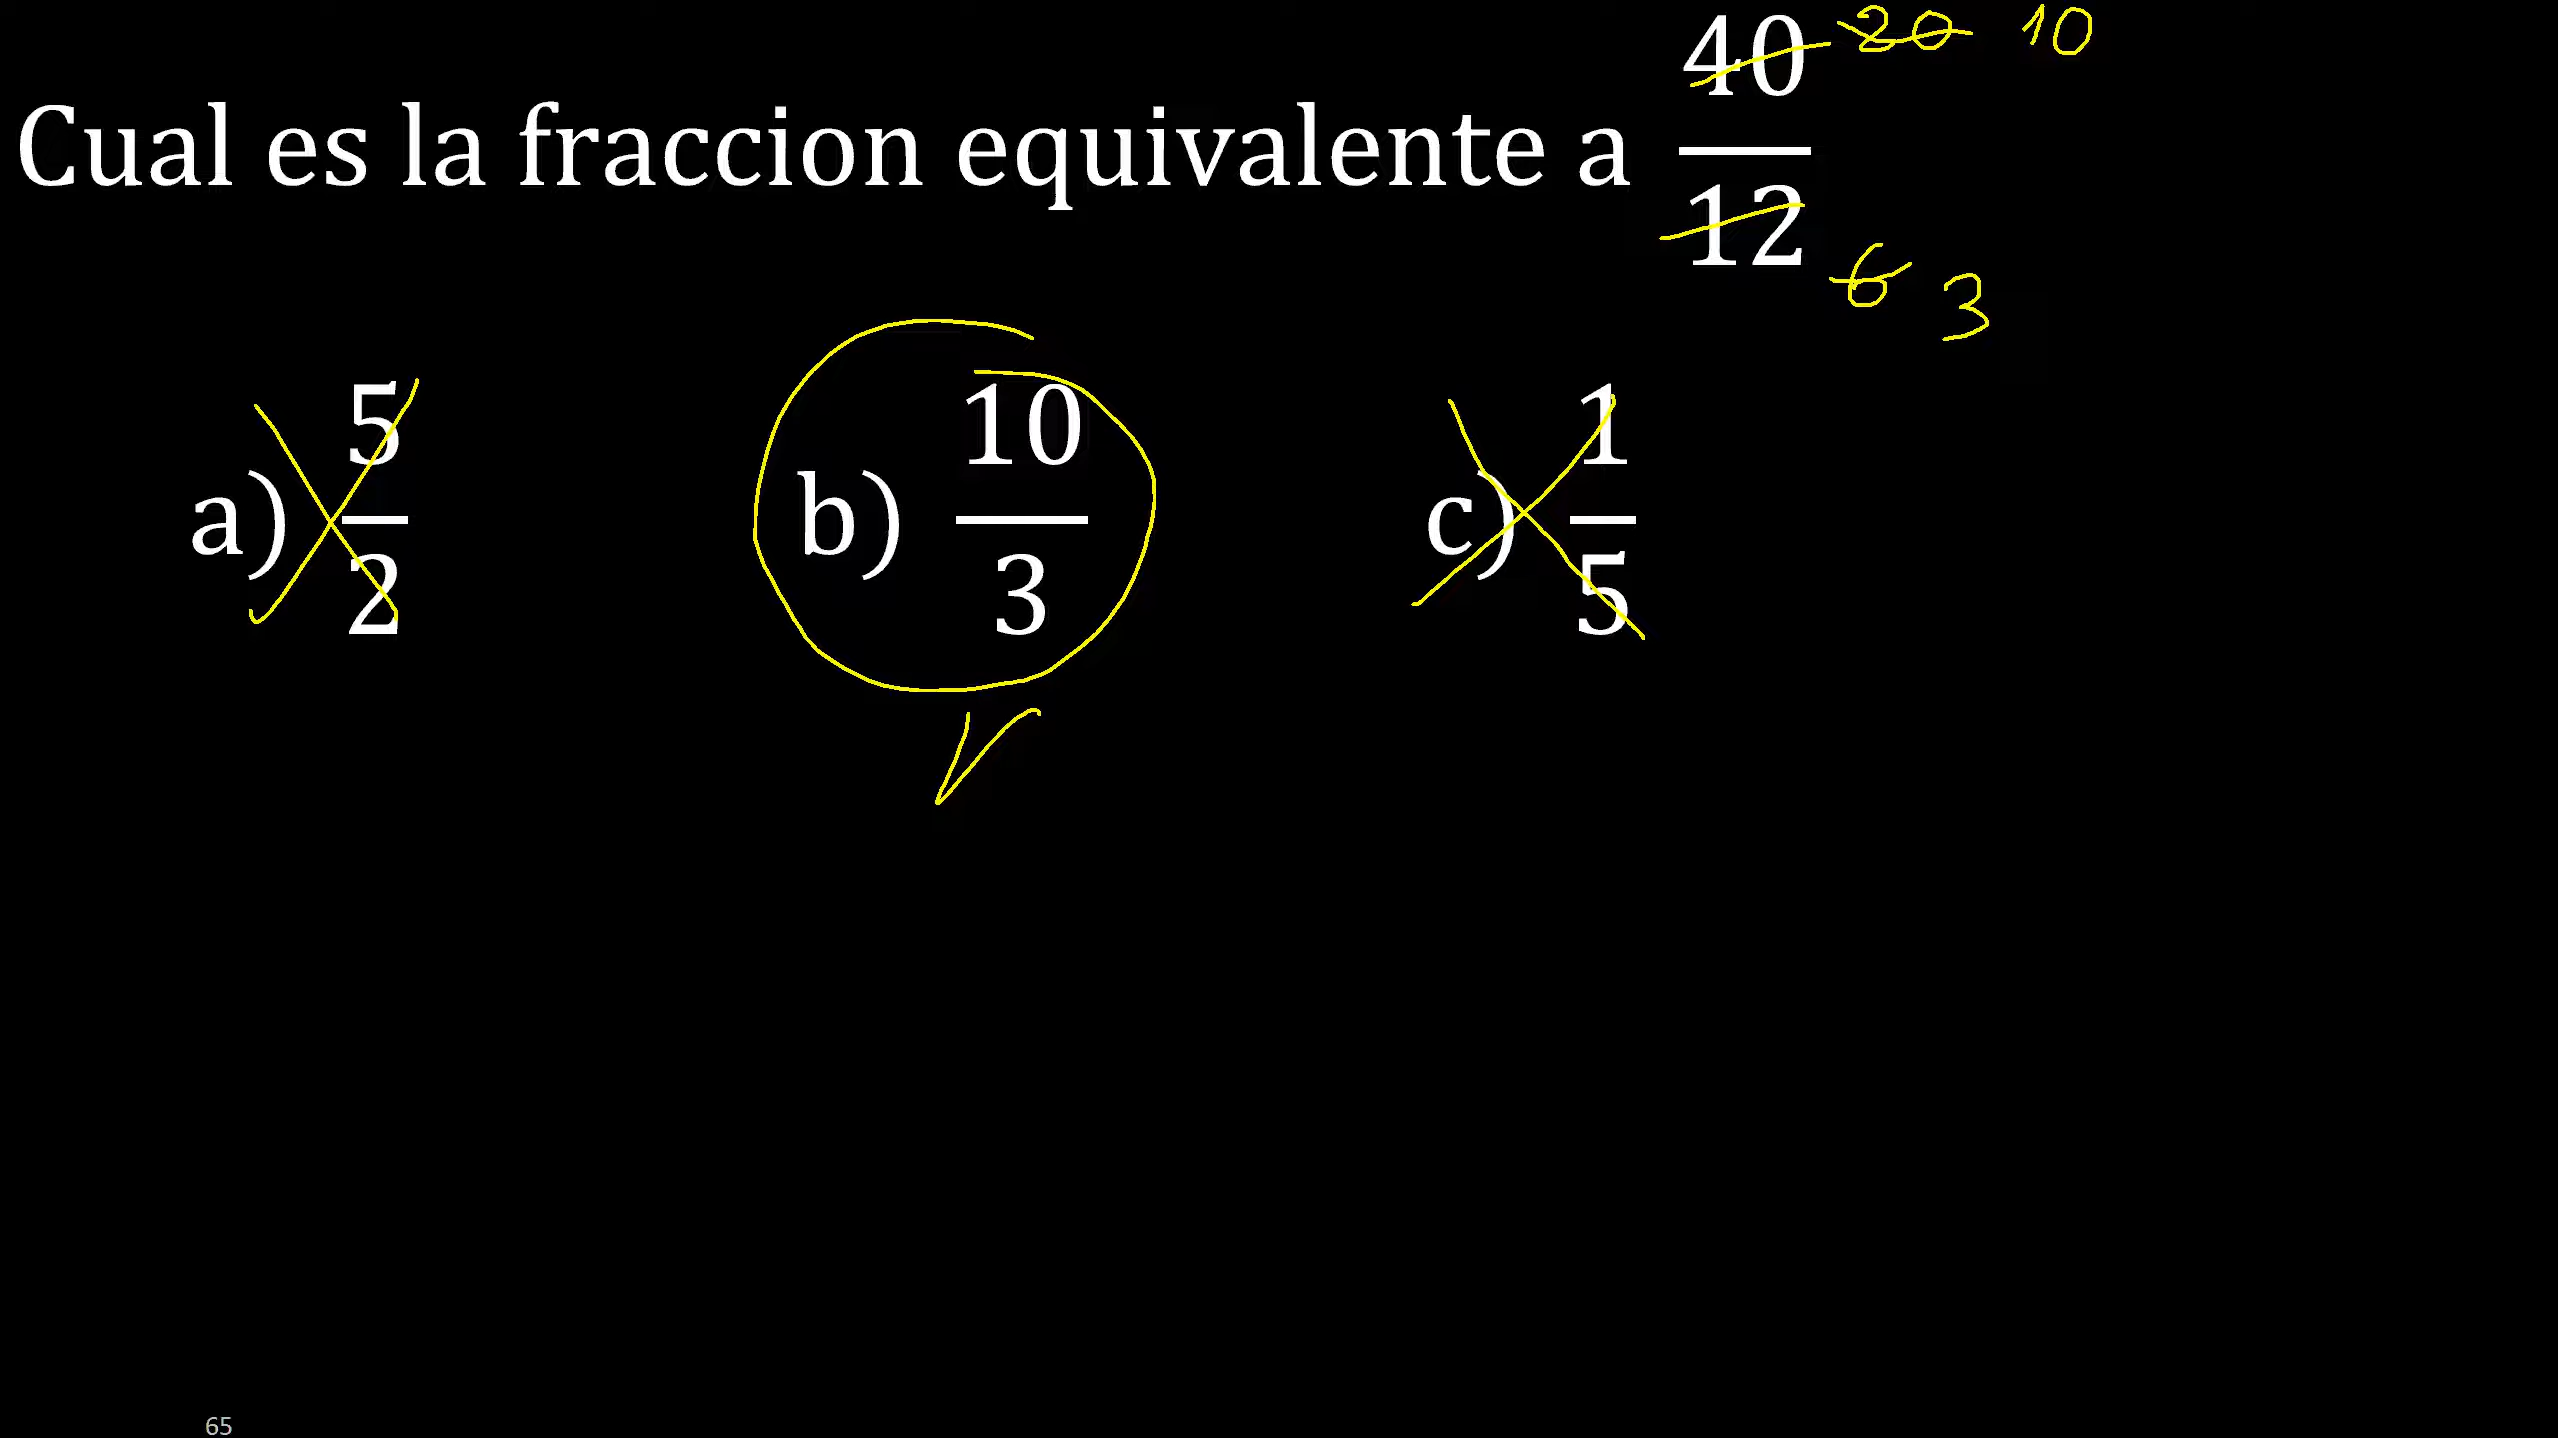 Cual es la fraccion equivalente a 40/12 20 10 6 3
a) 5/2 b) 10/3 c) 1/5
65